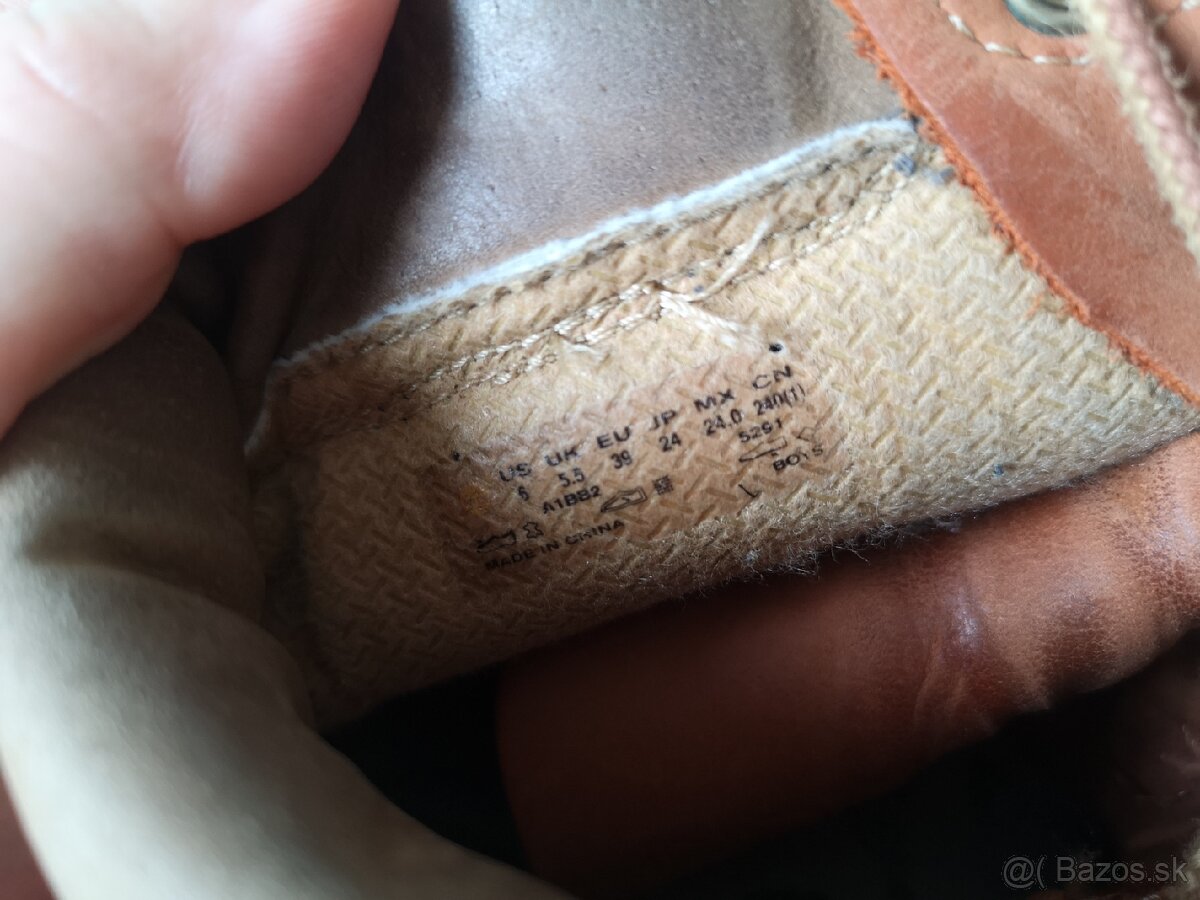 US UK EU JP MX CN
6 5.5 39 24 24.0 240(1)
A1BB2 5291
BOYS
MADE IN CHINA
@( Bazos.sk